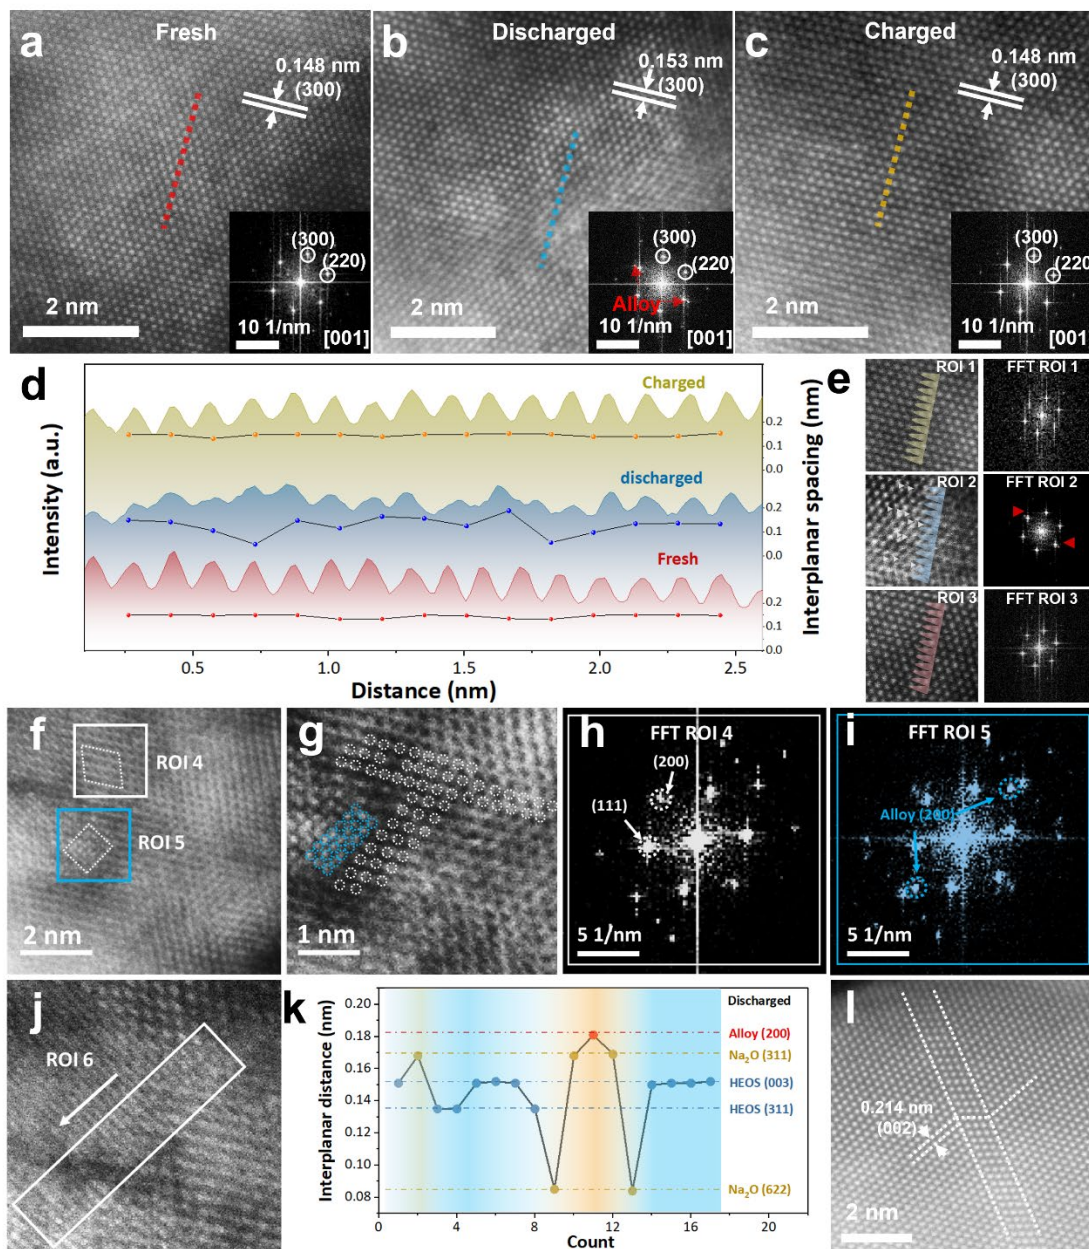 a
Fresh
0.148 nm
(300)
2 nm
(300)
(220)
10 1/nm
[001]
b
Discharged
0.153 nm
(300)
2 nm
(300)
(220)
Alloy
10 1/nm
[001]
c
Charged
0.148 nm
(300)
2 nm
(300)
(220)
10 1/nm
[001
d
Charged
discharged
Fresh
Intensity (a.u.)
Interplanar spacing (nm)
0.2
0.1
0.0
0.2
0.1
0.0
0.2
0.1
0.5
1.0
1.5
2.0
2.5
Distance (nm)
e
ROI 1
FFT ROI 1
ROI 2
FFT ROI 2
ROI 3
FFT ROI 3
f
ROI 4
ROI 5
2 nm
g
1 nm
h
FFT ROI 4
(200)
(111)
5 1/nm
i
FFT ROI 5
Alloy (200)
5 1/nm
j
ROI 6
k
Interplanar distance (nm)
0.20
0.18
0.16
0.14
0.12
0.10
0.08
Discharged
Alloy (200)
Na₂O (311)
HEOS (003)
HEOS (311)
Na₂O (622)
0
4
8
12
16
20
Count
l
0.214 nm
(002)
2 nm